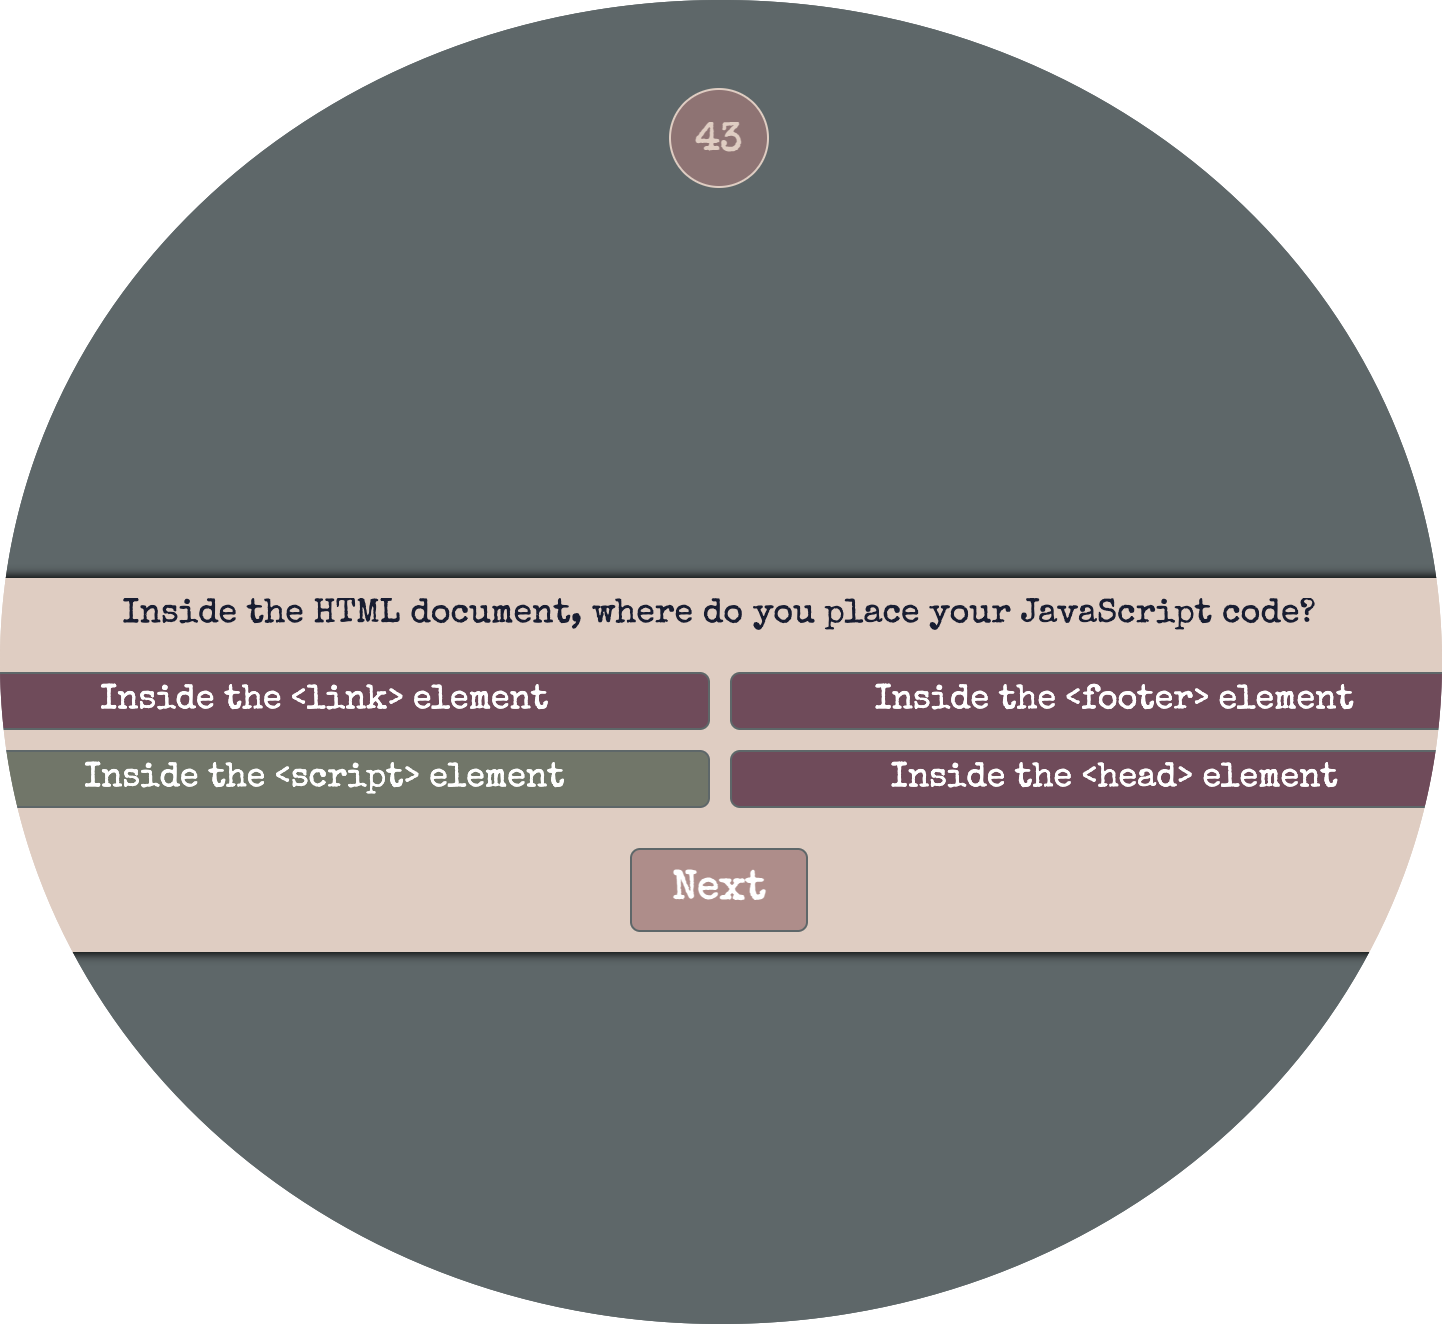 43
Inside the HTML document, where do you place your JavaScript code?
Inside the <link> element
Inside the <footer> element
Inside the <script> element
Inside the <head> element
Next